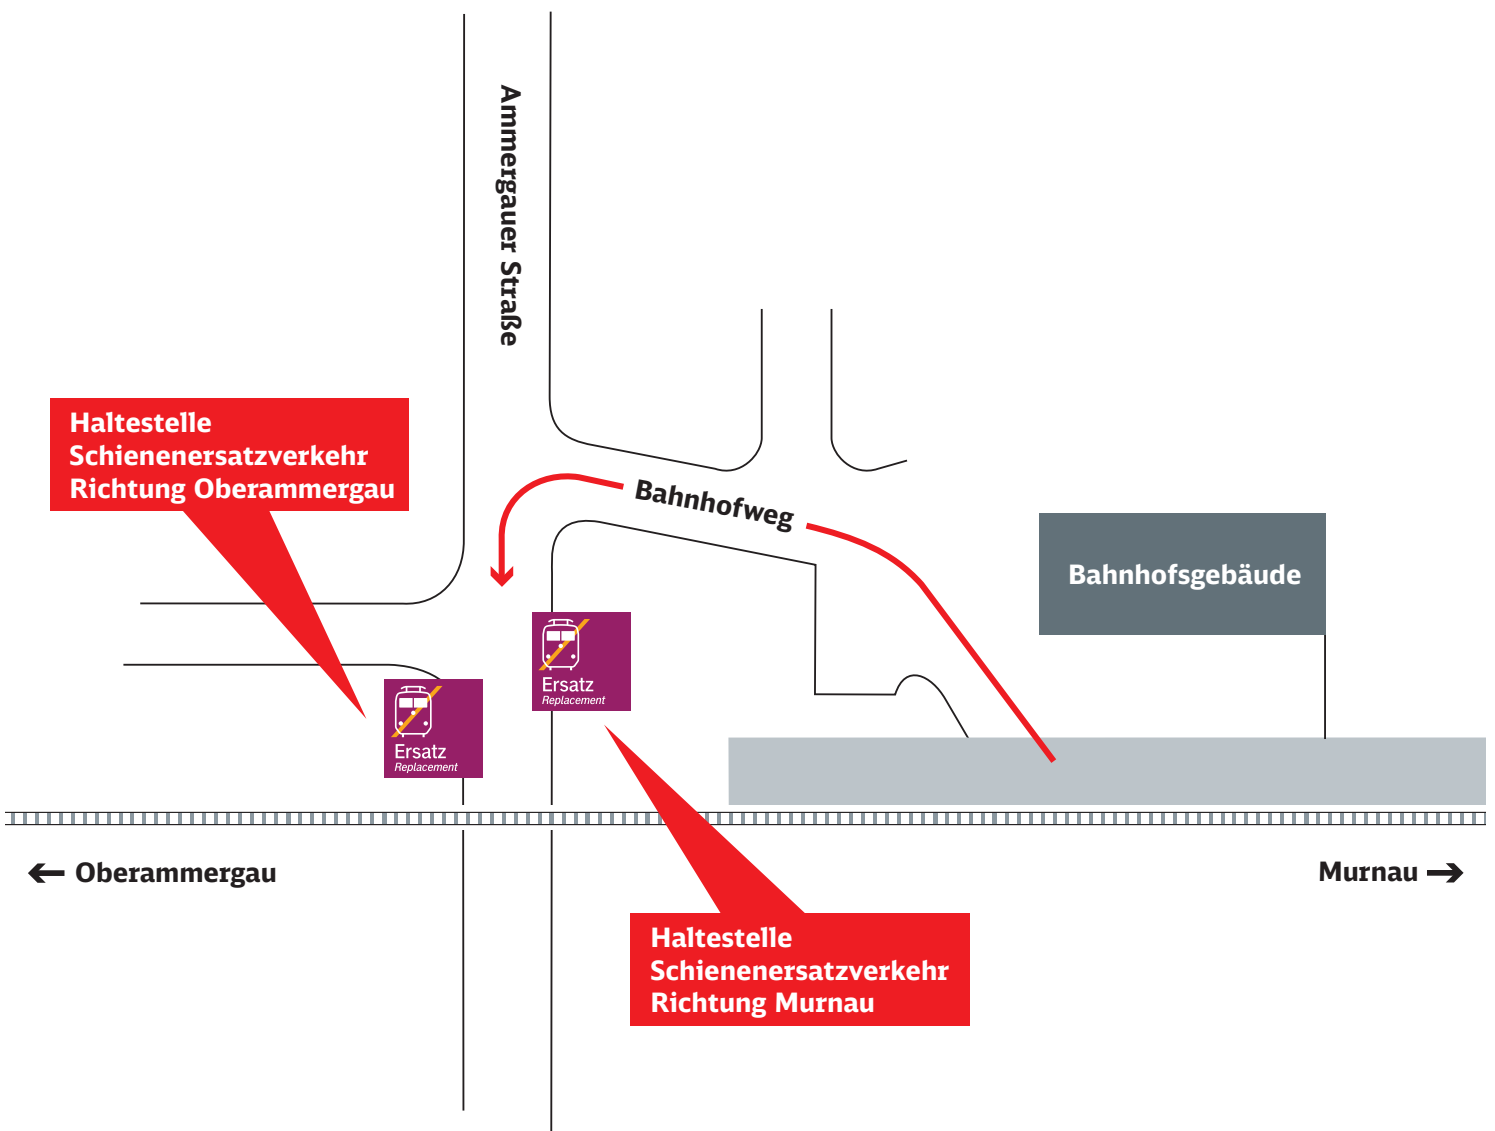 Ammergauer Straße
Haltestelle
Schienenersatzverkehr
Richtung Oberammergau
Bahnhofweg
Bahnhofsgebäude
Ersatz
Replacement
Ersatz
Replacement
Oberammergau
Murnau
Haltestelle
Schienenersatzverkehr
Richtung Murnau